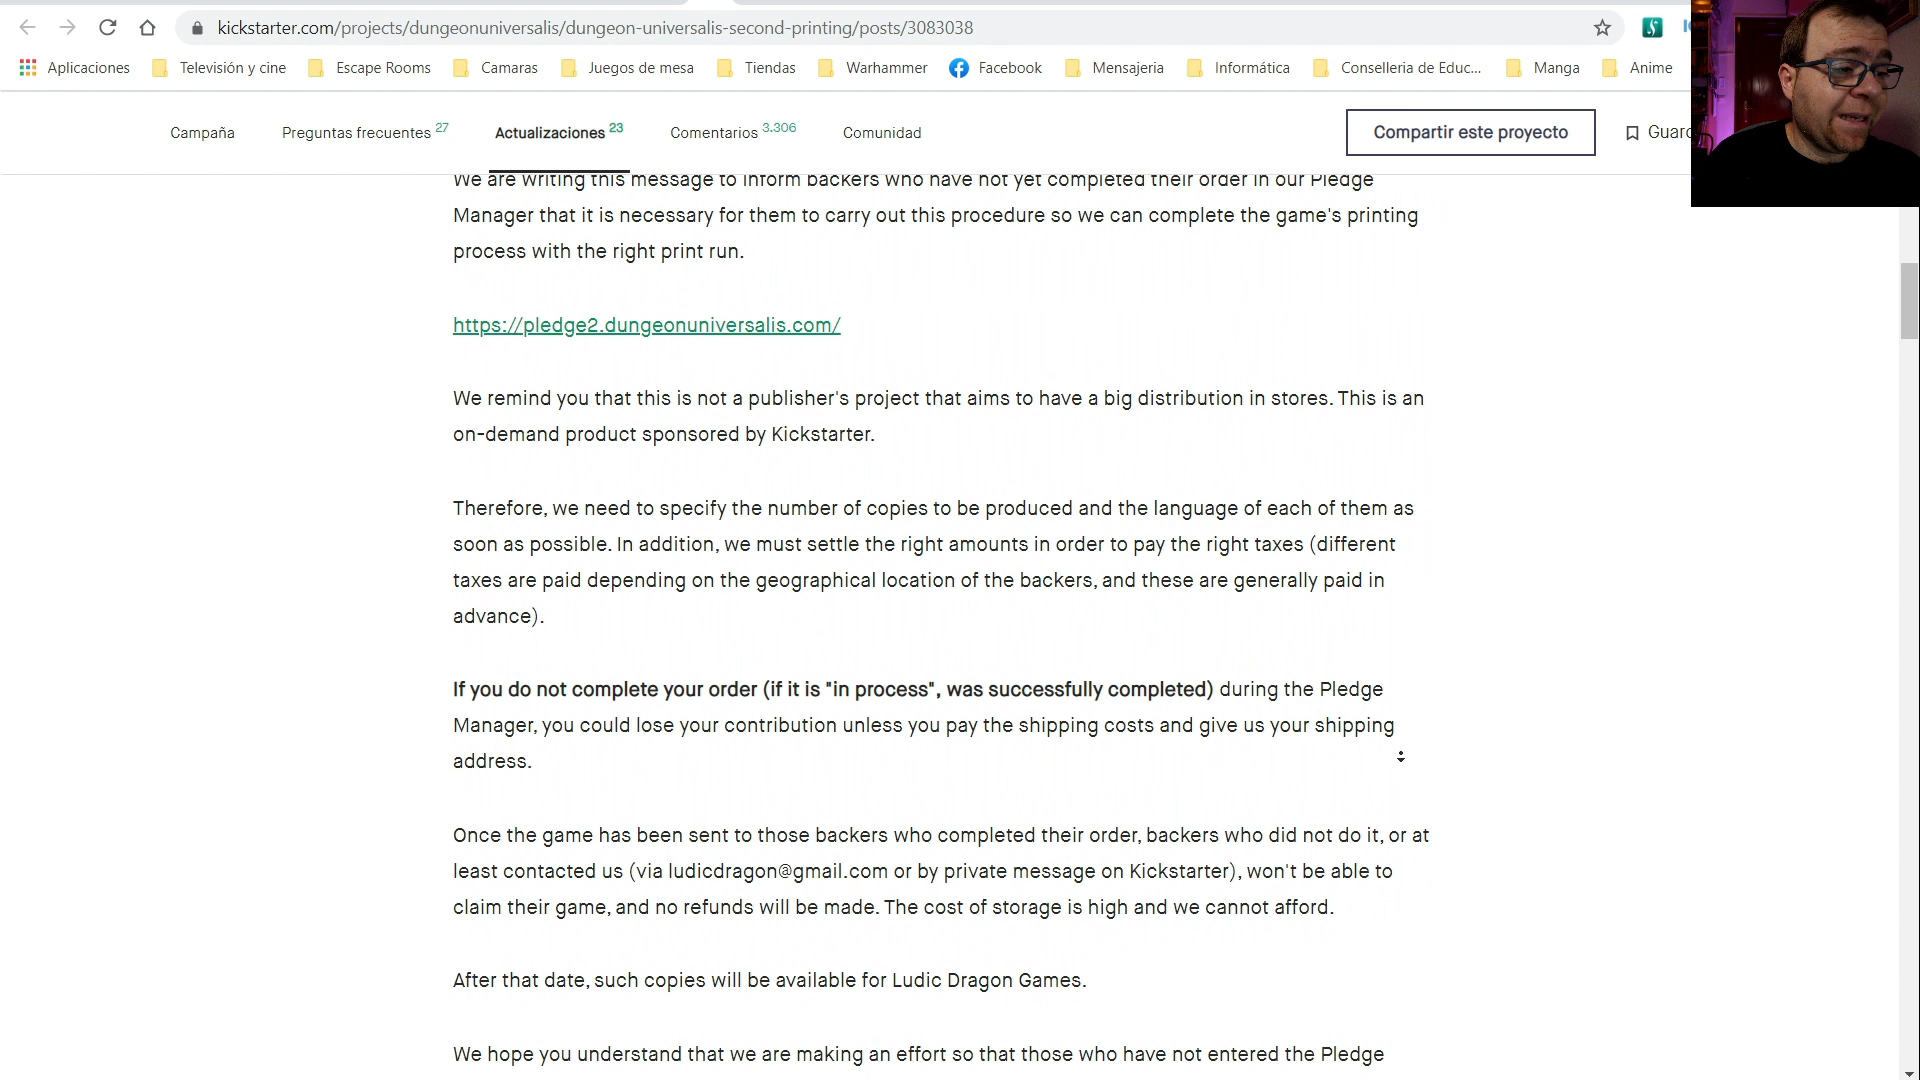 kickstarter.com/projects/dungeonuniversalis/dungeon-universalis-second-printing/posts/3083038
Aplicaciones
Televisión y cine
Escape Rooms
Camaras
Juegos de mesa
Tiendas
Warhammer
Facebook
Mensajeria
Informática
Conselleria de Educ...
Manga
Anime
Campaña
Preguntas frecuentes 27
Actualizaciones 23
Comentarios 3.306
Comunidad
Compartir este proyecto
Guarc
We are writing this message to inform backers who have not yet completed their order in our Pledge
Manager that it is necessary for them to carry out this procedure so we can complete the game's printing
process with the right print run.
https://pledge2.dungeonuniversalis.com/
We remind you that this is not a publisher's project that aims to have a big distribution in stores. This is an
on-demand product sponsored by Kickstarter.
Therefore, we need to specify the number of copies to be produced and the language of each of them as
soon as possible. In addition, we must settle the right amounts in order to pay the right taxes (different
taxes are paid depending on the geographical location of the backers, and these are generally paid in
advance).
If you do not complete your order (if it is "in process", was successfully completed) during the Pledge
Manager, you could lose your contribution unless you pay the shipping costs and give us your shipping
address.
Once the game has been sent to those backers who completed their order, backers who did not do it, or at
least contacted us (via ludicdragon@gmail.com or by private message on Kickstarter), won't be able to
claim their game, and no refunds will be made. The cost of storage is high and we cannot afford.
After that date, such copies will be available for Ludic Dragon Games.
We hope you understand that we are making an effort so that those who have not entered the Pledge